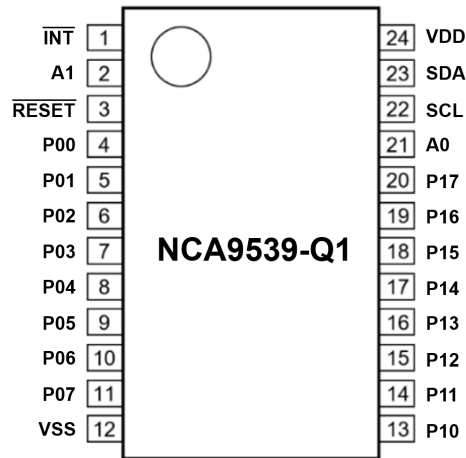 INT 1 24 VDD
A1 2 23 SDA
RESET 3 22 SCL
P00 4 21 A0
P01 5 20 P17
P02 6 19 P16
P03 7 NCA9539-Q1 18 P15
P04 8 17 P14
P05 9 16 P13
P06 10 15 P12
P07 11 14 P11
VSS 12 13 P10